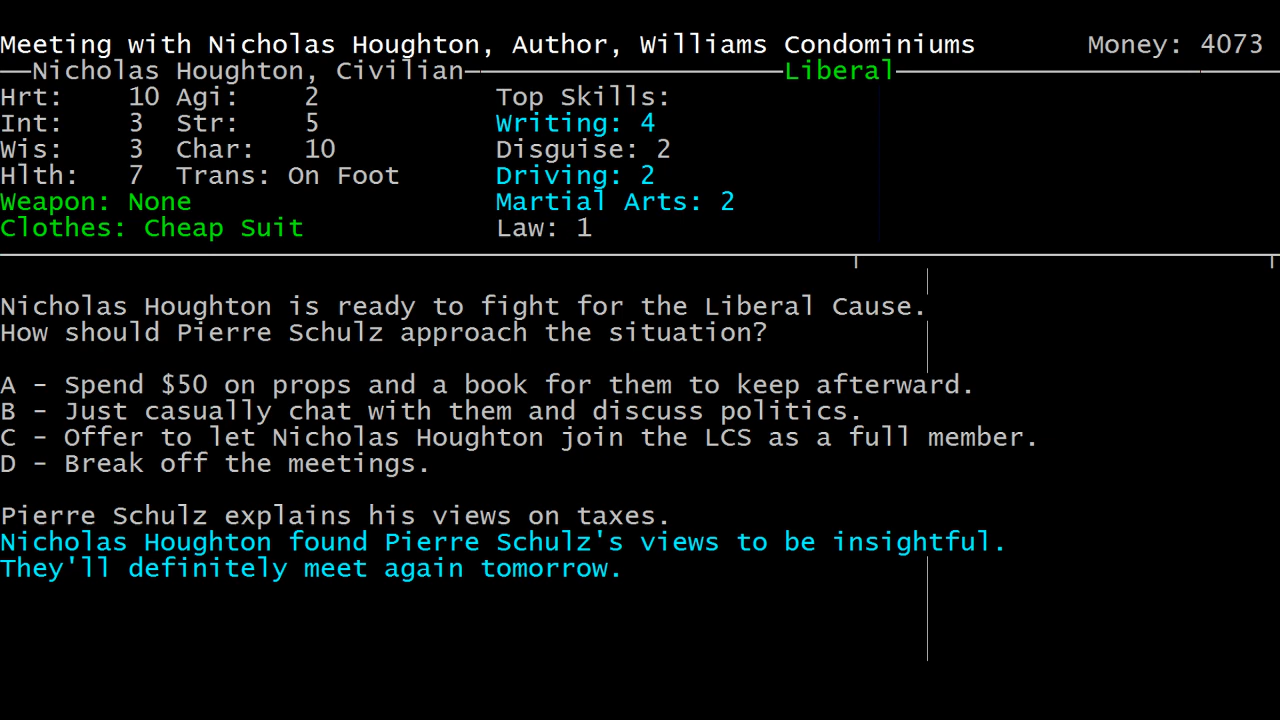 Meeting with Nicholas Houghton, Author, Williams Condominiums Money: 4073
Nicholas Houghton, Civilian Liberal
Hrt: 10 Agi: 2 Top Skills:
Int: 3 Str: 5 Writing: 4
Wis: 3 Char: 10 Disguise: 2
Hlth: 7 Trans: On Foot Driving: 2
Weapon: None Martial Arts: 2
Clothes: Cheap Suit Law: 1
Nicholas Houghton is ready to fight for the Liberal Cause.
How should Pierre Schulz approach the situation?
A - Spend $50 on props and a book for them to keep afterward.
B - Just casually chat with them and discuss politics.
C - Offer to let Nicholas Houghton join the LCS as a full member.
D - Break off the meetings.
Pierre Schulz explains his views on taxes.
Nicholas Houghton found Pierre Schulz's views to be insightful.
They'll definitely meet again tomorrow.